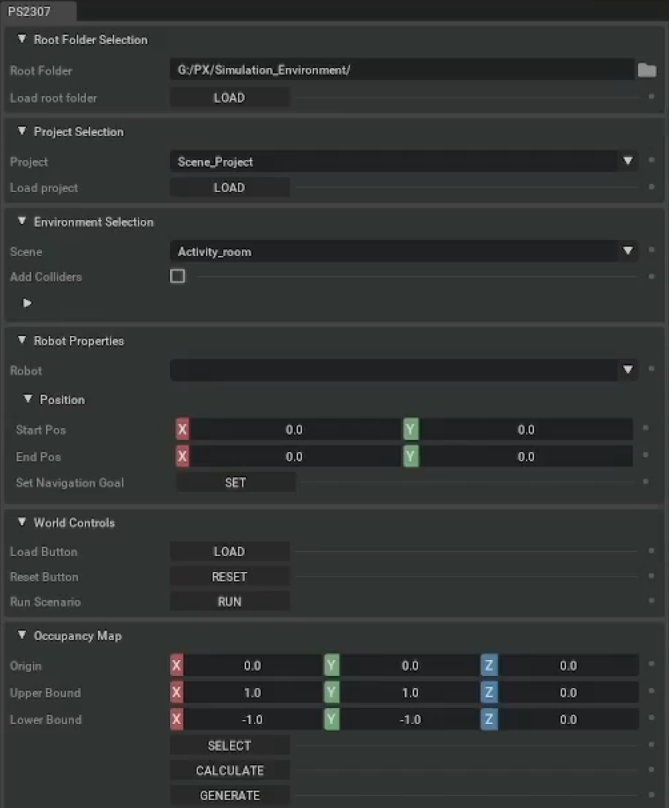 PS2307
Root Folder Selection
Root Folder G:/PX/Simulation_Environment/
Load root folder LOAD
Project Selection
Project Scene_Project
Load project LOAD
Environment Selection
Scene Activity_room
Add Colliders
Robot Properties
Robot
Position
Start Pos X 0.0 Y 0.0
End Pos X 0.0 Y 0.0
Set Navigation Goal SET
World Controls
Load Button LOAD
Reset Button RESET
Run Scenario RUN
Occupancy Map
Origin X 0.0 Y 0.0 Z 0.0
Upper Bound X 1.0 Y 1.0 Z 0.0
Lower Bound X -1.0 Y -1.0 Z 0.0
SELECT
CALCULATE
GENERATE